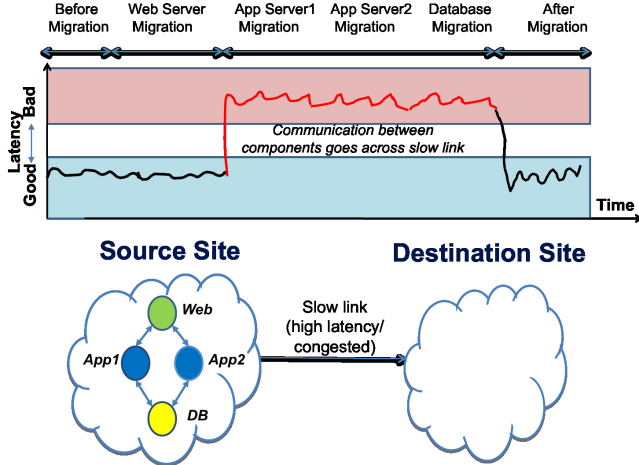 Before Web Server App Server1 App Server2 Database After
Migration Migration Migration Migration Migration Migration
Latency
Good Bad
Communication between
components goes across slow link
Time
Source Site Destination Site
Slow link
(high latency/
congested)
Web
App1 App2
DB